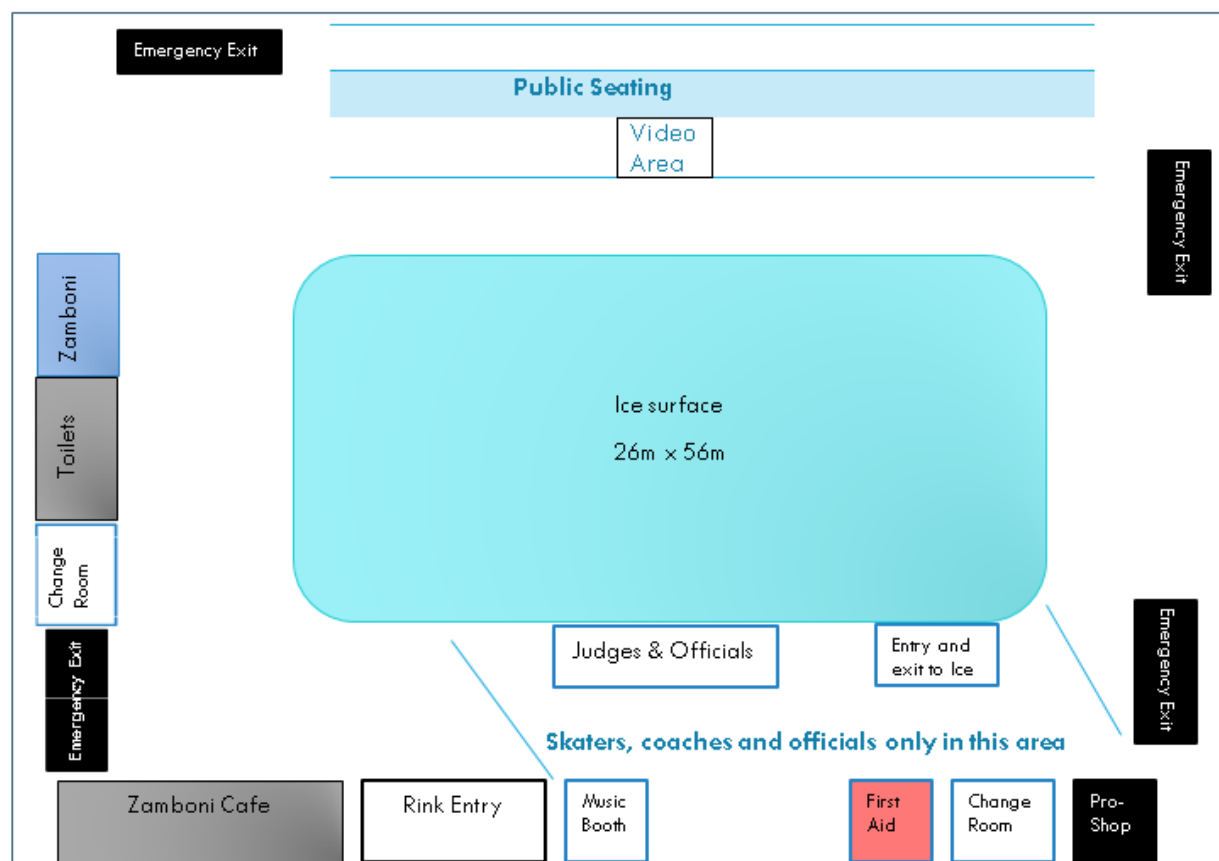 Emergency Exit
Public Seating
Video
Area
Emergency Exit
Zamboni
Toilets
Change
Room
Emergency Exit
Ice surface
26m x 56m
Judges & Officials
Entry and
exit to Ice
Emergency Exit
Skaters, coaches and officials only in this area
Zamboni Cafe
Rink Entry
Music
Booth
First
Aid
Change
Room
Pro-
Shop